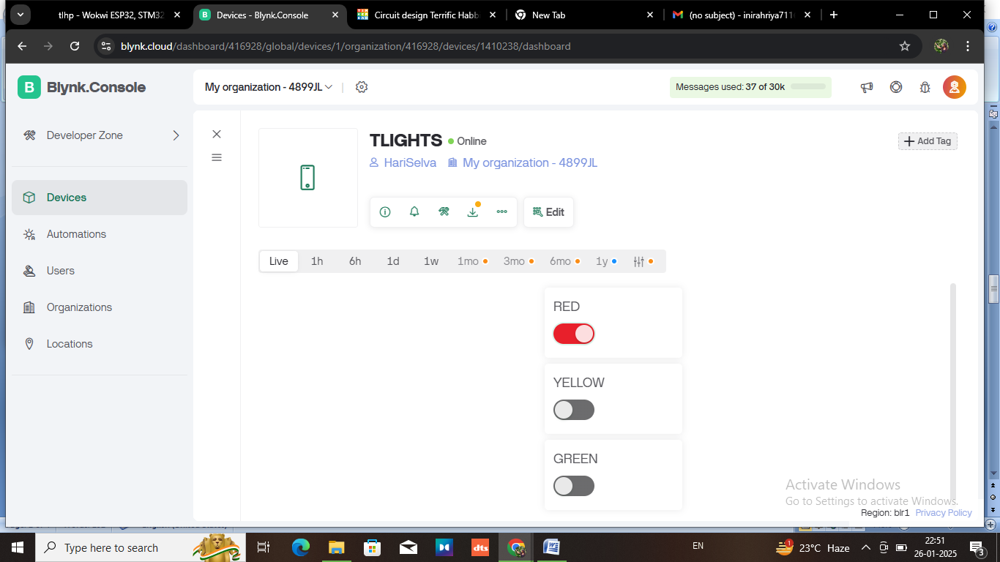 tlhp - Wokwi ESP32, STM32
Devices - Blynk.Console
Circuit design Terrific Habb
New Tab
(no subject) - inirahriya7116
blynk.cloud/dashboard/416928/global/devices/1/organization/416928/devices/1410238/dashboard
B Blynk.Console
My organization - 4899JL
Messages used: 37 of 30k
Developer Zone
Devices
Automations
Users
Organizations
Locations
TLIGHTS Online
HariSelva My organization - 4899JL
Add Tag
Edit
Live 1h 6h 1d 1w 1mo 3mo 6mo 1y
RED
YELLOW
GREEN
Activate Windows
Go to Settings to activate Windows.
Region: blr1 Privacy Policy
Type here to search
dts
W
EN
1
23°C Haze
22:51
26-01-2025
3